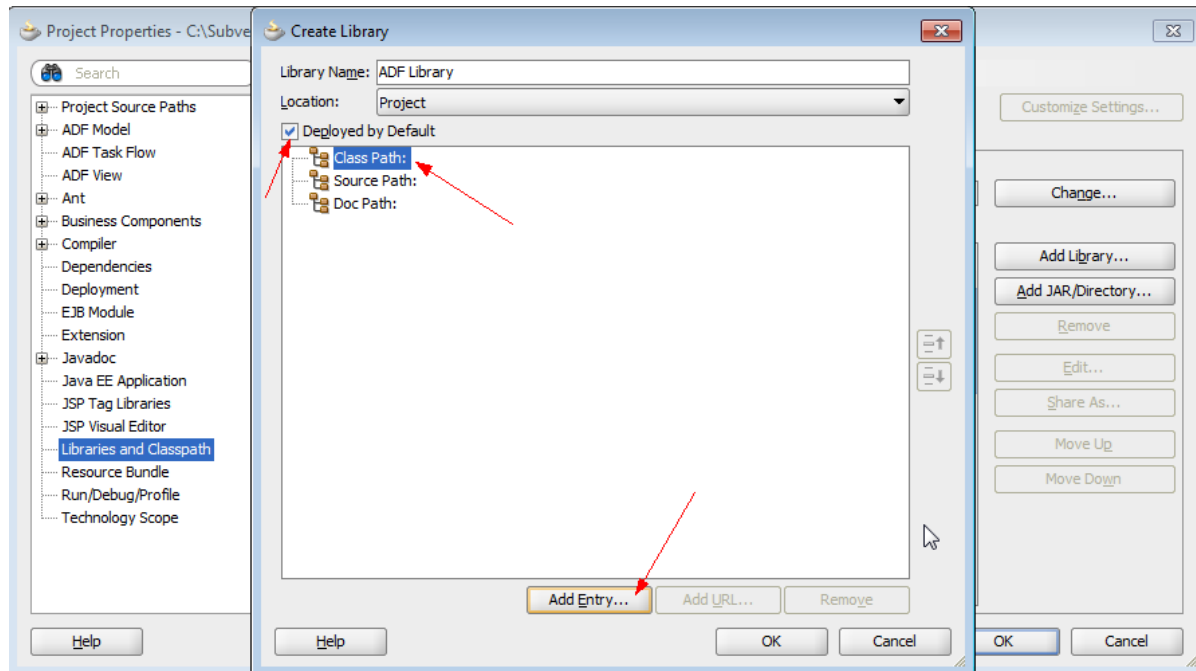 Project Properties - C:\Subve
Search
Project Source Paths
ADF Model
ADF Task Flow
ADF View
Ant
Business Components
Compiler
Dependencies
Deployment
EJB Module
Extension
Javadoc
Java EE Application
JSP Tag Libraries
JSP Visual Editor
Libraries and Classpath
Resource Bundle
Run/Debug/Profile
Technology Scope
Help
Create Library
Library Name: ADF Library
Location: Project
Deployed by Default
Class Path:
Source Path:
Doc Path:
Add Entry... Add URL... Remove
Help OK Cancel
Customize Settings...
Change...
Add Library...
Add JAR/Directory...
Remove
Edit...
Share As...
Move Up
Move Down
OK Cancel